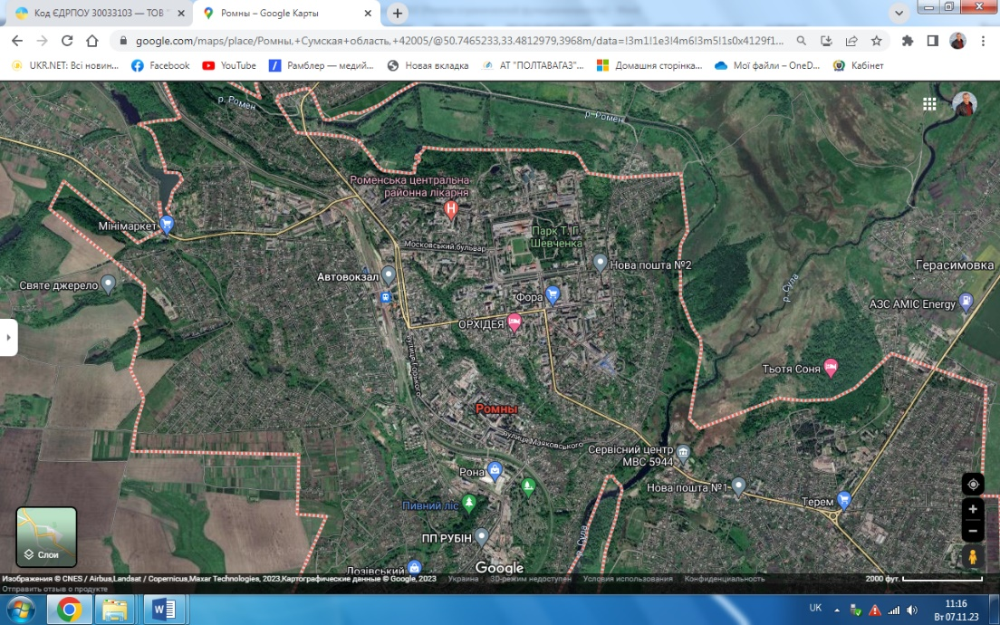 Код ЄДРПОУ 30033103 — ТОВ "
Ромны – Google Карты
google.com/maps/place/Ромны,+Сумская+область,+42005/@50.7465233,33.4812979,3968m/data=!3m1!1e3!4m6!3m5!1s0x4129f1...
UKR.NET: Всі новин...
Facebook
YouTube
Рамблер — медий...
Новая вкладка
АТ "ПОЛТАВАГАЗ"...
Домашня сторінка...
Мої файли – OneD...
Кабінет
р. Ромен
р. Ромен
Роменська центральна
районна лікарня
Мінімаркет
Парк Т. Г.
Шевченка
Московський бульвар
Нова пошта №2
Герасимовка
Автовокзал
Святе джерело
р. Сула
Фора
АЗС AMIC Energy
ОРХІДЕЯ
улиця Горького
Тьотя Соня
Ромны
вулиця Маяковського
Сервісний центр
МВС 5944
Рона
Нова пошта №1
Терем
Пивний ліс
р. Сула
ПП РУБІН
Слои
Лозівський
Google
Изображения © CNES / Airbus,Landsat / Copernicus,Maxar Technologies, 2023,Картографические данные © Google, 2023
Украина
3D-режим недоступен
Условия использования
Конфиденциальность
2000 фут.
Отправить отзыв о продукте
UK
11:16
Вт 07.11.23